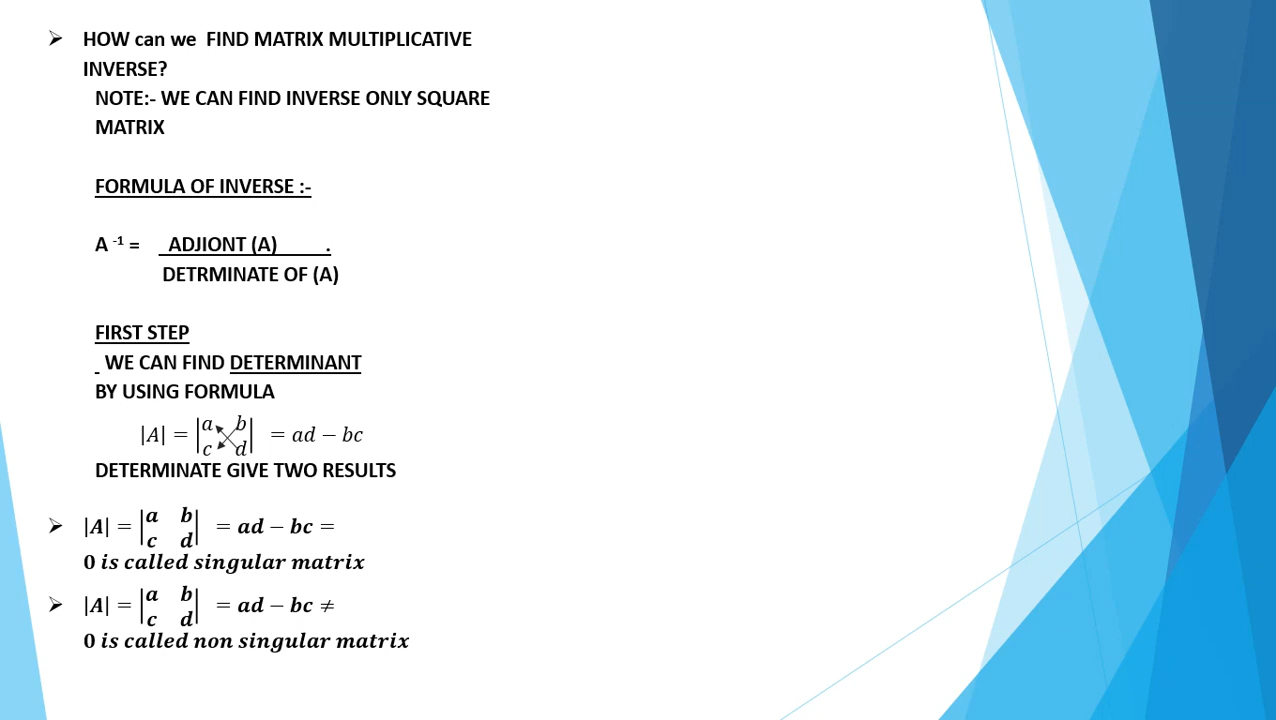 ➢ HOW can we FIND MATRIX MULTIPLICATIVE
INVERSE?
NOTE:- WE CAN FIND INVERSE ONLY SQUARE
MATRIX
FORMULA OF INVERSE :-
A ⁻¹ = ADJIONT (A) .
DETRMINATE OF (A)
FIRST STEP
WE CAN FIND DETERMINANT
BY USING FORMULA
|A| = |a b
c d| = ad − bc
DETERMINATE GIVE TWO RESULTS
➢ |A| = |a b
c d| = ad − bc =
0 is called singular matrix
➢ |A| = |a b
c d| = ad − bc ≠
0 is called non singular matrix